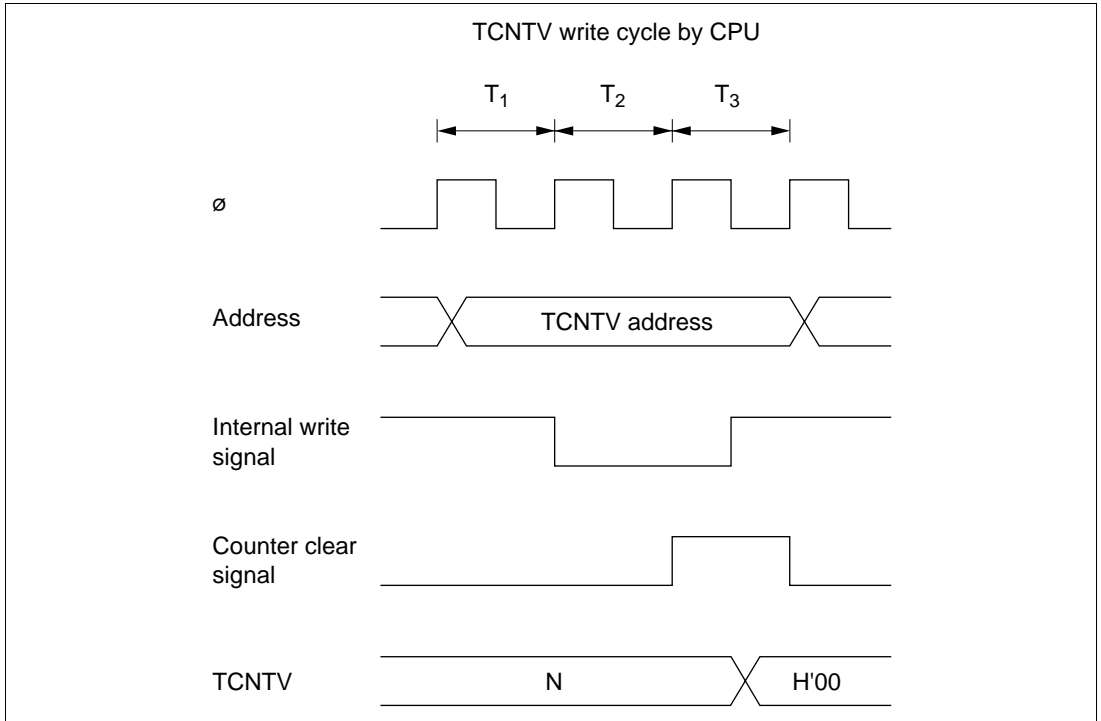 TCNTV write cycle by CPU
T1 T2 T3
ø
Address TCNTV address
Internal write
signal
Counter clear
signal
TCNTV N H'00